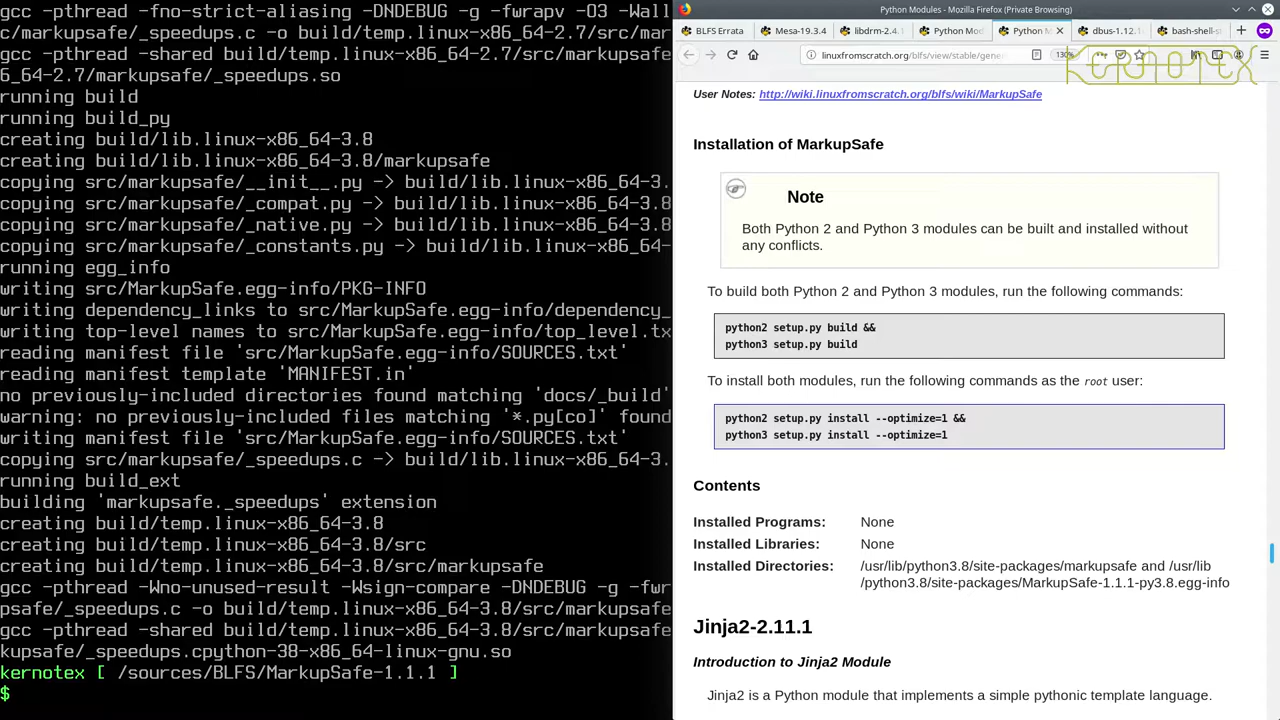 gcc -pthread -fno-strict-aliasing -DNDEBUG -g -fwrapv -O3 -Wall
c/markupsafe/_speedups.c -o build/temp.linux-x86_64-2.7/src/mar
gcc -pthread -shared build/temp.linux-x86_64-2.7/src/markupsafe
6_64-2.7/markupsafe/_speedups.so
running build
running build_py
creating build/lib.linux-x86_64-3.8
creating build/lib.linux-x86_64-3.8/markupsafe
copying src/markupsafe/__init__.py -> build/lib.linux-x86_64-3.
copying src/markupsafe/_compat.py -> build/lib.linux-x86_64-3.8
copying src/markupsafe/_native.py -> build/lib.linux-x86_64-3.8
copying src/markupsafe/_constants.py -> build/lib.linux-x86_64-
running egg_info
writing src/MarkupSafe.egg-info/PKG-INFO
writing dependency_links to src/MarkupSafe.egg-info/dependency_
writing top-level names to src/MarkupSafe.egg-info/top_level.tx
reading manifest file 'src/MarkupSafe.egg-info/SOURCES.txt'
reading manifest template 'MANIFEST.in'
no previously-included directories found matching 'docs/_build'
warning: no previously-included files matching '*.py[co]' found
writing manifest file 'src/MarkupSafe.egg-info/SOURCES.txt'
copying src/markupsafe/_speedups.c -> build/lib.linux-x86_64-3.
running build_ext
building 'markupsafe._speedups' extension
creating build/temp.linux-x86_64-3.8
creating build/temp.linux-x86_64-3.8/src
creating build/temp.linux-x86_64-3.8/src/markupsafe
gcc -pthread -Wno-unused-result -Wsign-compare -DNDEBUG -g -fwr
psafe/_speedups.c -o build/temp.linux-x86_64-3.8/src/markupsafe
gcc -pthread -shared build/temp.linux-x86_64-3.8/src/markupsafe
kupsafe/_speedups.cpython-38-x86_64-linux-gnu.so
kernotex [ /sources/BLFS/MarkupSafe-1.1.1 ]
$
Python Modules - Mozilla Firefox (Private Browsing)
BLFS Errata Mesa-19.3.4 libdrm-2.4.1 Python Mod Python M dbus-1.12.1 bash-shell-st
linuxfromscratch.org/blfs/view/stable/gene 130%
KERNOTEX
User Notes: http://wiki.linuxfromscratch.org/blfs/wiki/MarkupSafe
Installation of MarkupSafe
Note
Both Python 2 and Python 3 modules can be built and installed without
any conflicts.
To build both Python 2 and Python 3 modules, run the following commands:
python2 setup.py build &&
python3 setup.py build
To install both modules, run the following commands as the root user:
python2 setup.py install --optimize=1 &&
python3 setup.py install --optimize=1
Contents
Installed Programs: None
Installed Libraries: None
Installed Directories: /usr/lib/python3.8/site-packages/markupsafe and /usr/lib
/python3.8/site-packages/MarkupSafe-1.1.1-py3.8.egg-info
Jinja2-2.11.1
Introduction to Jinja2 Module
Jinja2 is a Python module that implements a simple pythonic template language.